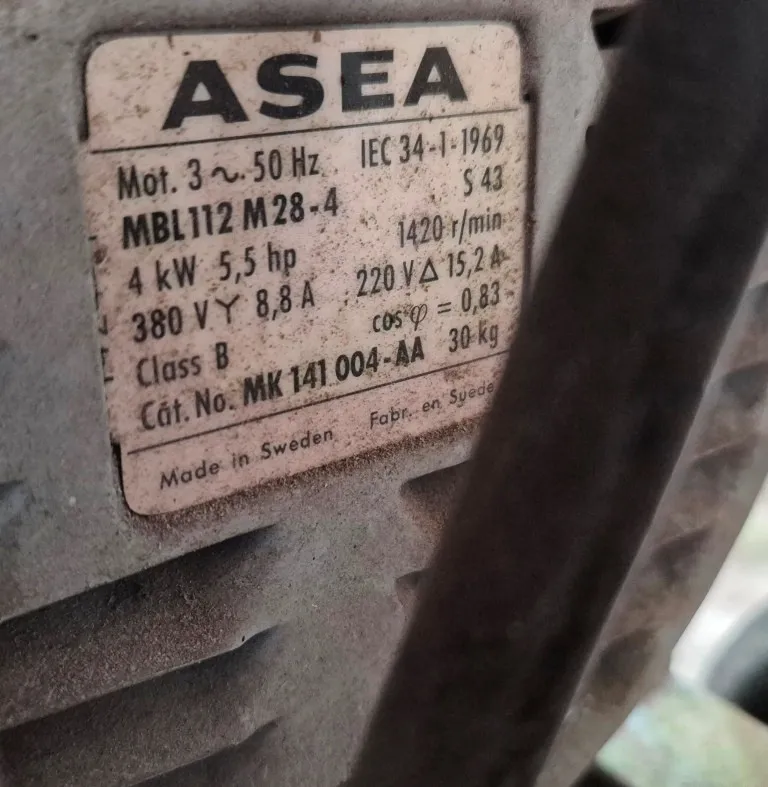 ASEA
Mot. 3 ~. 50 Hz IEC 34-1-1969
MBL112 M 28-4 S 43
4 kW 5,5 hp 1420 r/min
380 V Y 8,8 A 220 V Δ 15,2 A
Class B cos φ = 0,83
Cat. No. MK 141 004-AA 30 kg
Made in Sweden Fabr. en Suede